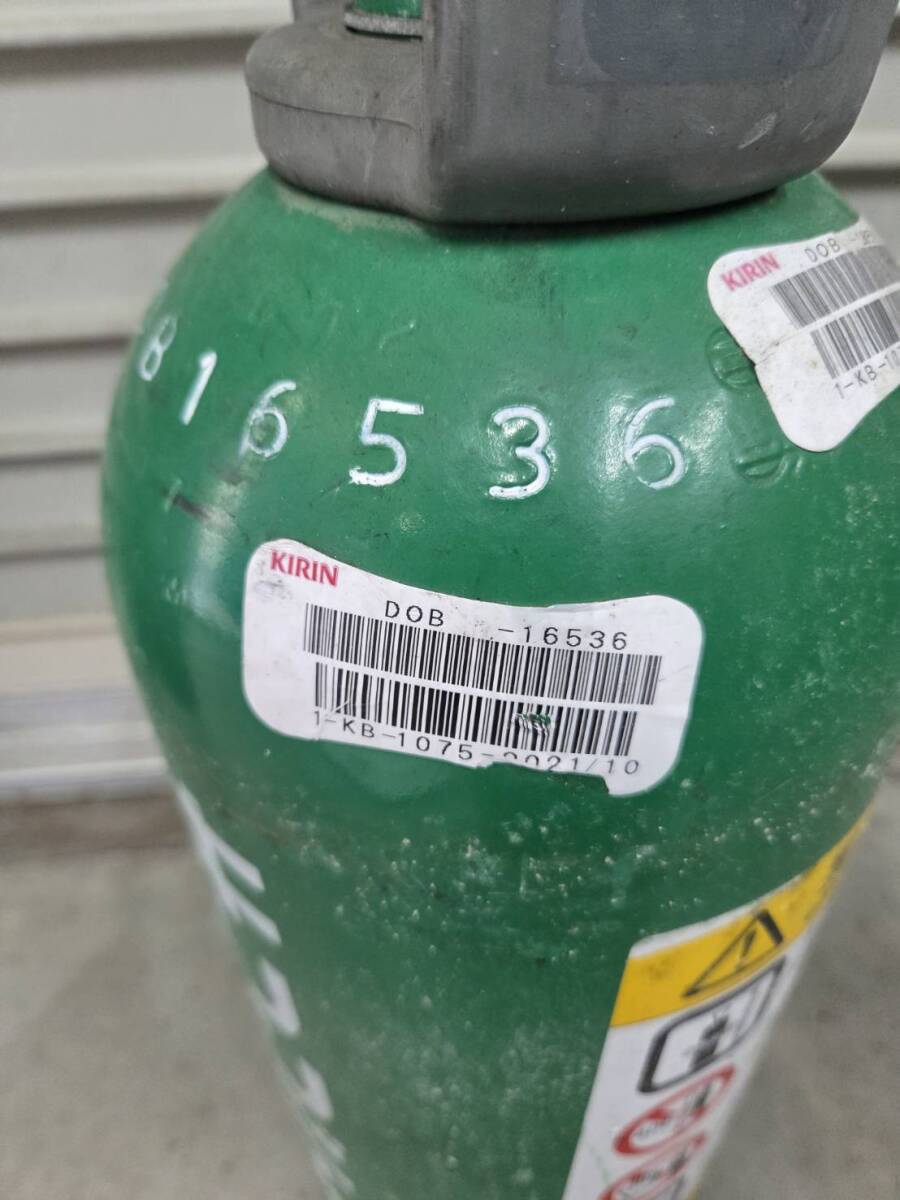 KIRIN
DOB
1-KB-10
816536
KIRIN
DOB -16536
1-KB-1075-2021/10